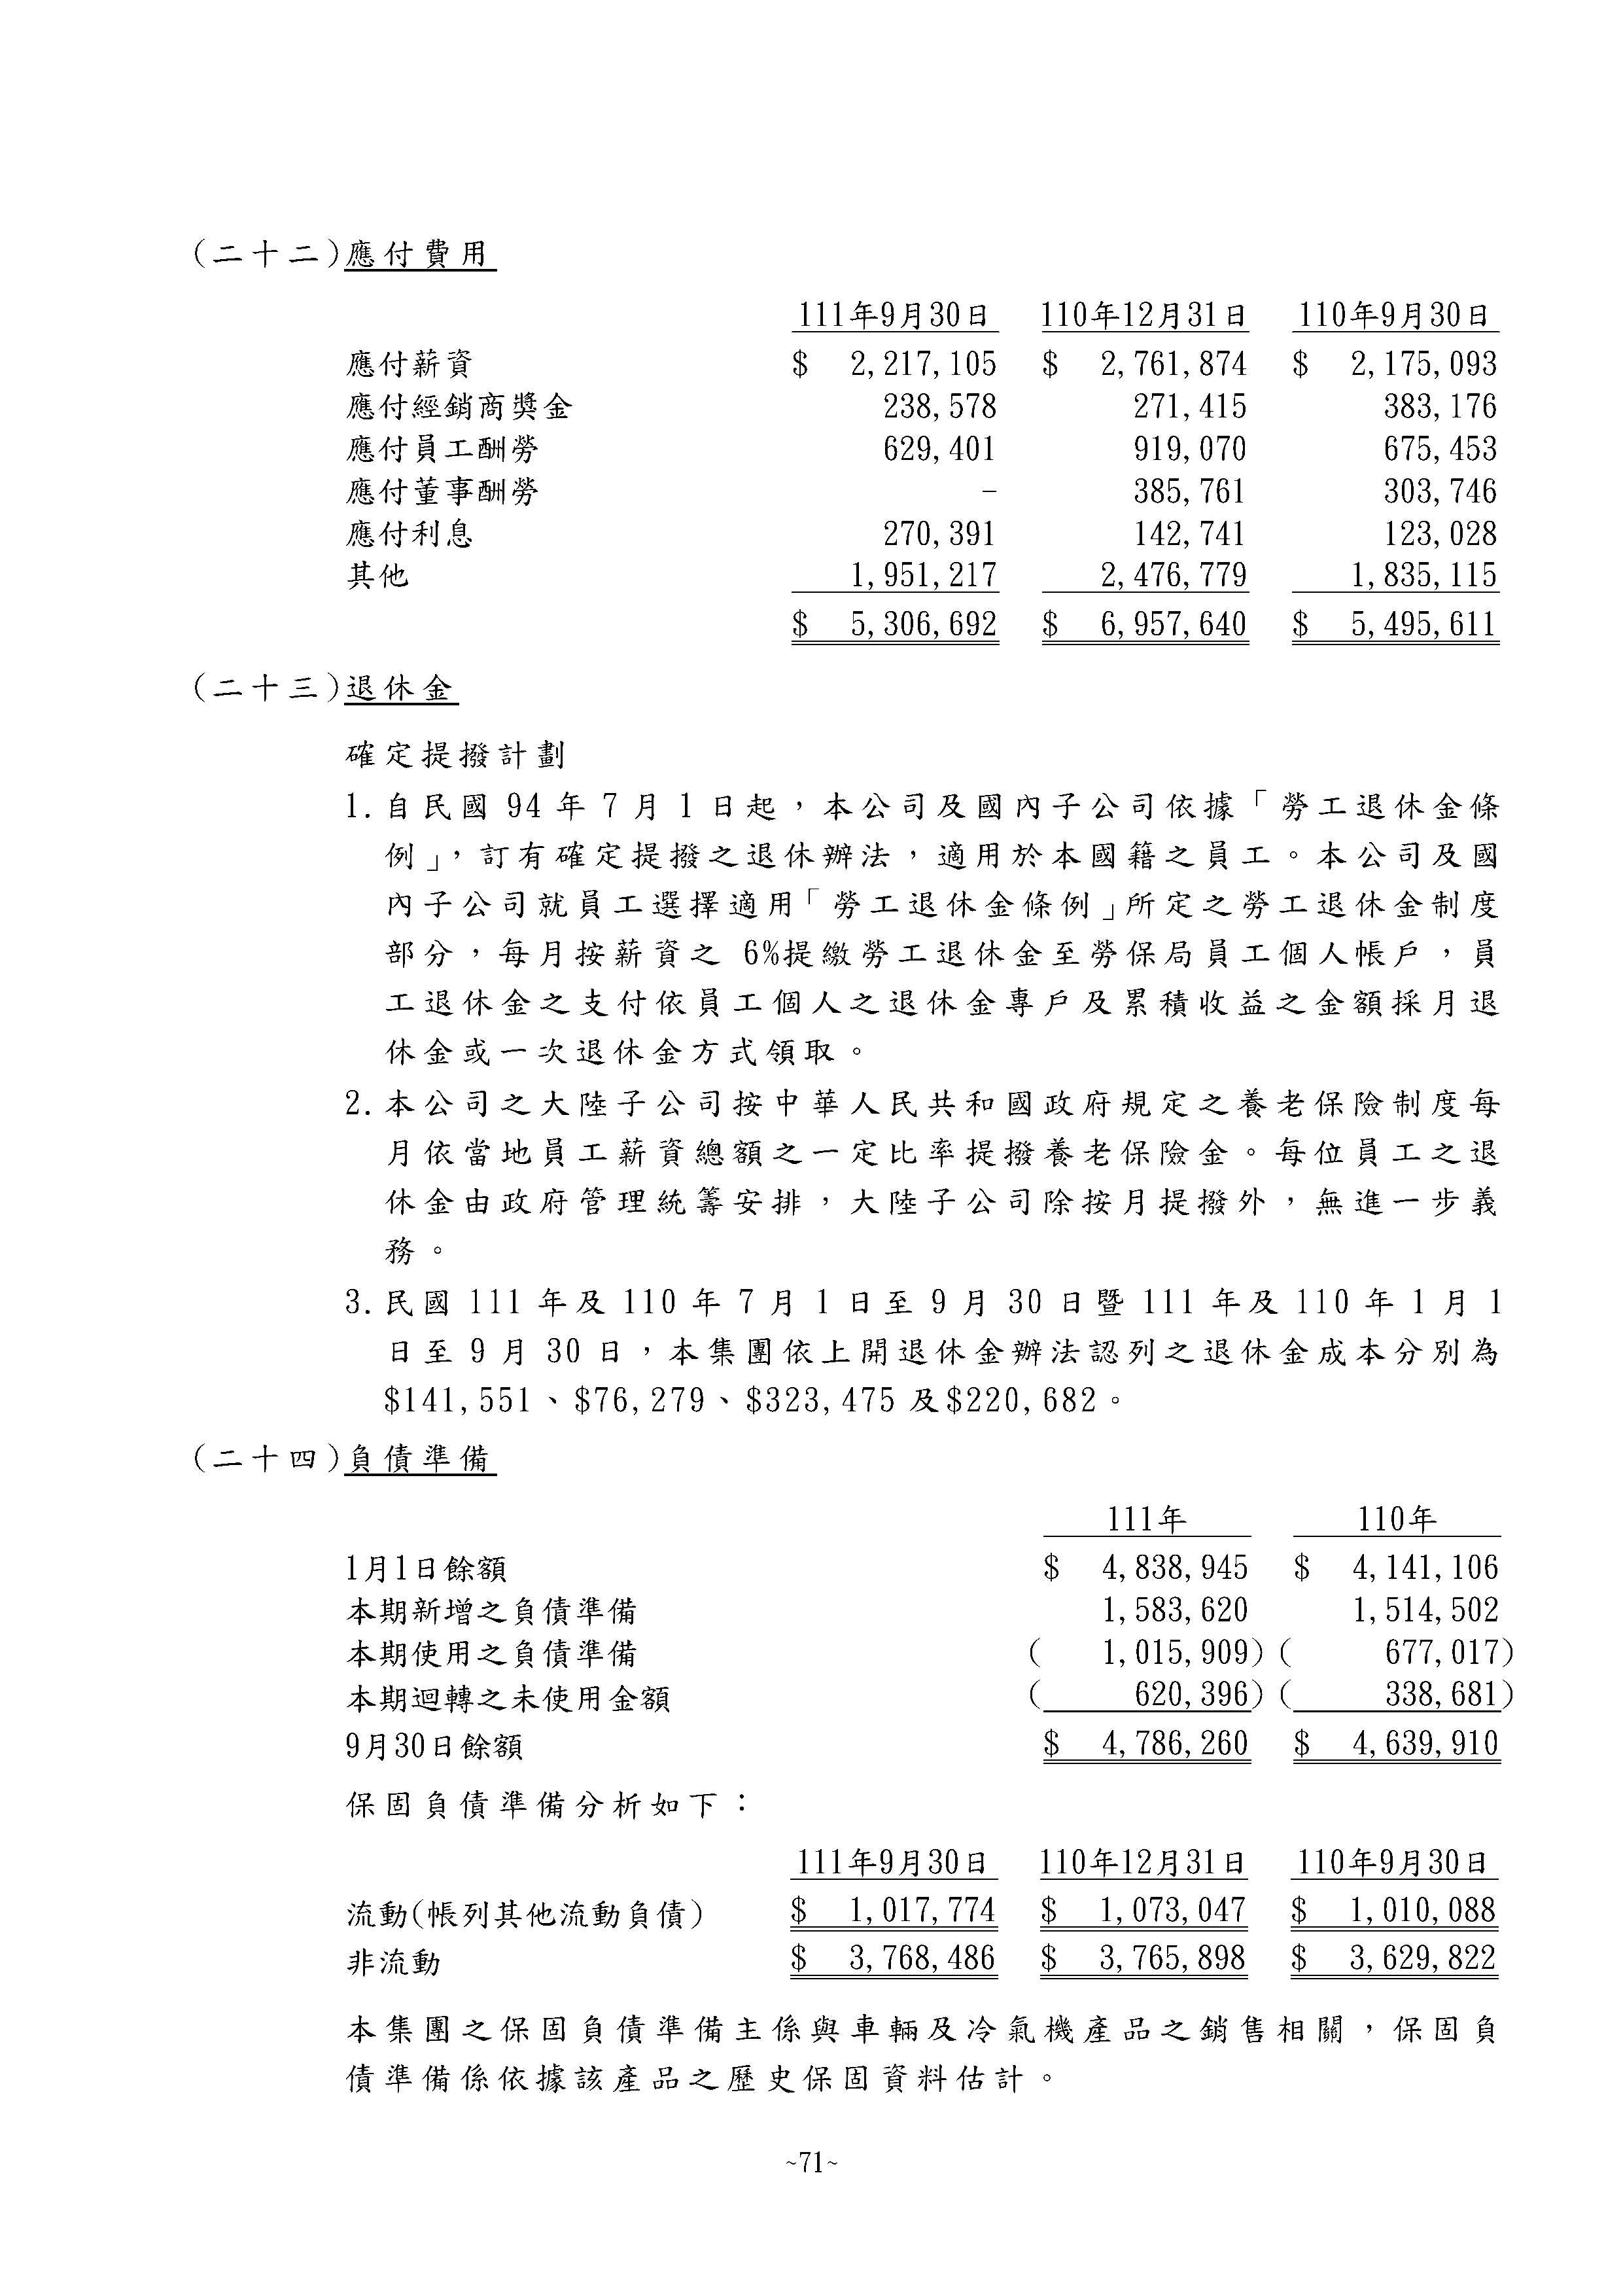 (二十二)應付費用
111年9月30日 110年12月31日 110年9月30日
應付薪資 $ 2,217,105 $ 2,761,874 $ 2,175,093
應付經銷商獎金 238,578 271,415 383,176
應付員工酬勞 629,401 919,070 675,453
應付董事酬勞 - 385,761 303,746
應付利息 270,391 142,741 123,028
其他 1,951,217 2,476,779 1,835,115
$ 5,306,692 $ 6,957,640 $ 5,495,611
(二十三)退休金
確定提撥計劃
1. 自民國 94 年 7 月 1 日起，本公司及國內子公司依據「勞工退休金條
例」，訂有確定提撥之退休辦法，適用於本國籍之員工。本公司及國
內子公司就員工選擇適用「勞工退休金條例」所定之勞工退休金制度
部分，每月按薪資之 6%提繳勞工退休金至勞保局員工個人帳戶，員
工退休金之支付依員工個人之退休金專戶及累積收益之金額採月退
休金或一次退休金方式領取。
2. 本公司之大陸子公司按中華人民共和國政府規定之養老保險制度每
月依當地員工薪資總額之一定比率提撥養老保險金。每位員工之退
休金由政府管理統籌安排，大陸子公司除按月提撥外，無進一步義
務。
3. 民國 111 年及 110 年 7 月 1 日至 9 月 30 日暨 111 年及 110 年 1 月 1
日至 9 月 30 日，本集團依上開退休金辦法認列之退休金成本分別為
$141,551、$76,279、$323,475 及$220,682。
(二十四)負債準備
111年 110年
1月1日餘額 $ 4,838,945 $ 4,141,106
本期新增之負債準備 1,583,620 1,514,502
本期使用之負債準備 ( 1,015,909) ( 677,017)
本期迴轉之未使用金額 ( 620,396) ( 338,681)
9月30日餘額 $ 4,786,260 $ 4,639,910
保固負債準備分析如下：
111年9月30日 110年12月31日 110年9月30日
流動(帳列其他流動負債) $ 1,017,774 $ 1,073,047 $ 1,010,088
非流動 $ 3,768,486 $ 3,765,898 $ 3,629,822
本集團之保固負債準備主係與車輛及冷氣機產品之銷售相關，保固負
債準備係依據該產品之歷史保固資料估計。
~71~